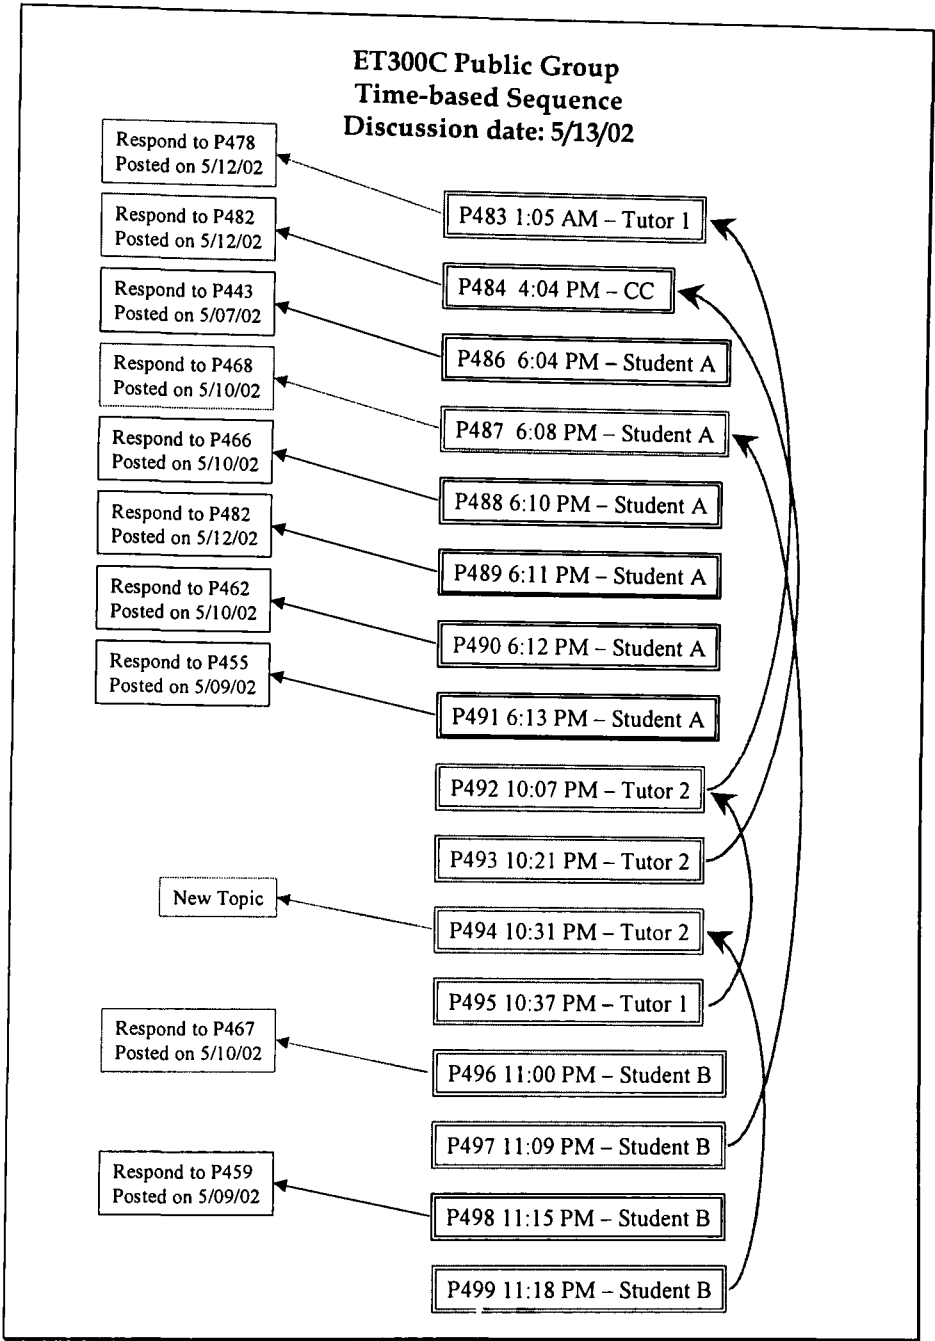 ET300C Public Group
Time-based Sequence
Discussion date: 5/13/02
Respond to P478
Posted on 5/12/02
P483 1:05 AM – Tutor 1
Respond to P482
Posted on 5/12/02
P484 4:04 PM – CC
Respond to P443
Posted on 5/07/02
P486 6:04 PM – Student A
Respond to P468
Posted on 5/10/02
P487 6:08 PM – Student A
Respond to P466
Posted on 5/10/02
P488 6:10 PM – Student A
Respond to P482
Posted on 5/12/02
P489 6:11 PM – Student A
Respond to P462
Posted on 5/10/02
P490 6:12 PM – Student A
Respond to P455
Posted on 5/09/02
P491 6:13 PM – Student A
P492 10:07 PM – Tutor 2
P493 10:21 PM – Tutor 2
New Topic
P494 10:31 PM – Tutor 2
P495 10:37 PM – Tutor 1
Respond to P467
Posted on 5/10/02
P496 11:00 PM – Student B
P497 11:09 PM – Student B
Respond to P459
Posted on 5/09/02
P498 11:15 PM – Student B
P499 11:18 PM – Student B